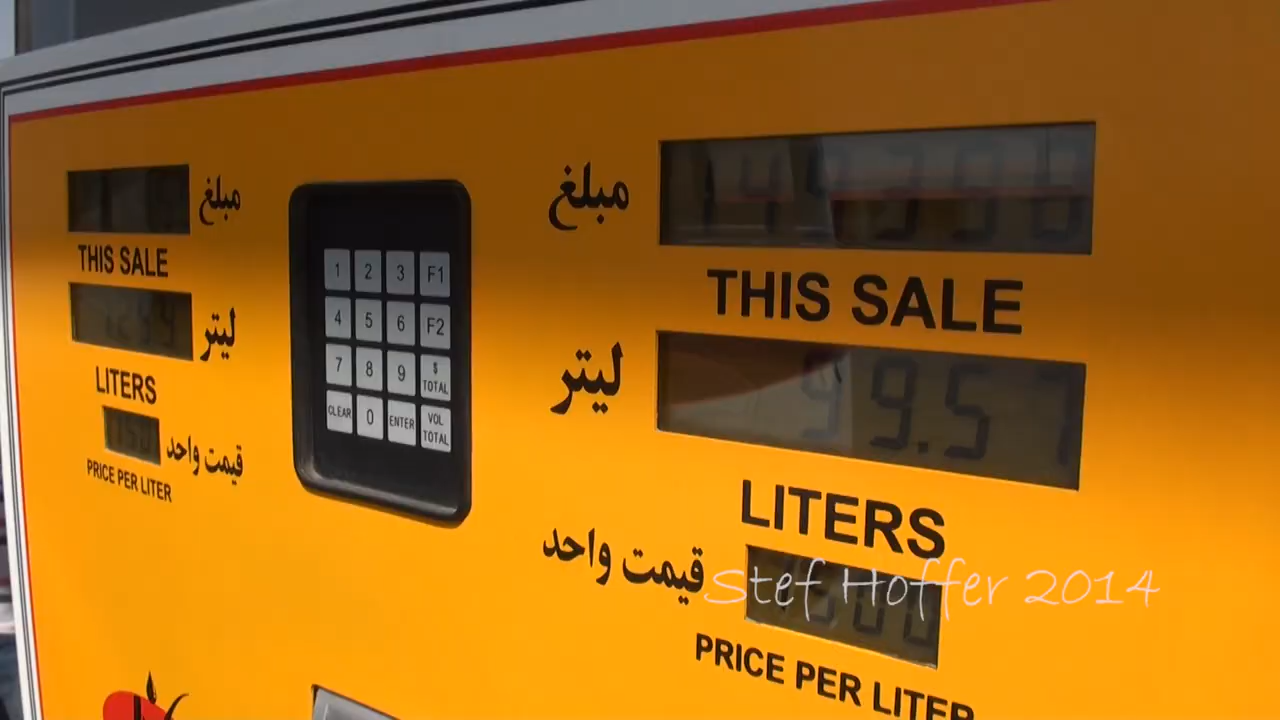 مبلغ
THIS SALE
لیتر
LITERS
قیمت واحد
PRICE PER LITER
1 2 3 F1
4 5 6 F2
7 8 9 $ TOTAL
CLEAR 0 ENTER VOL TOTAL
مبلغ
THIS SALE
لیتر
99.57
LITERS
قیمت واحد
1500
PRICE PER LITER
Stef Hoffer 2014